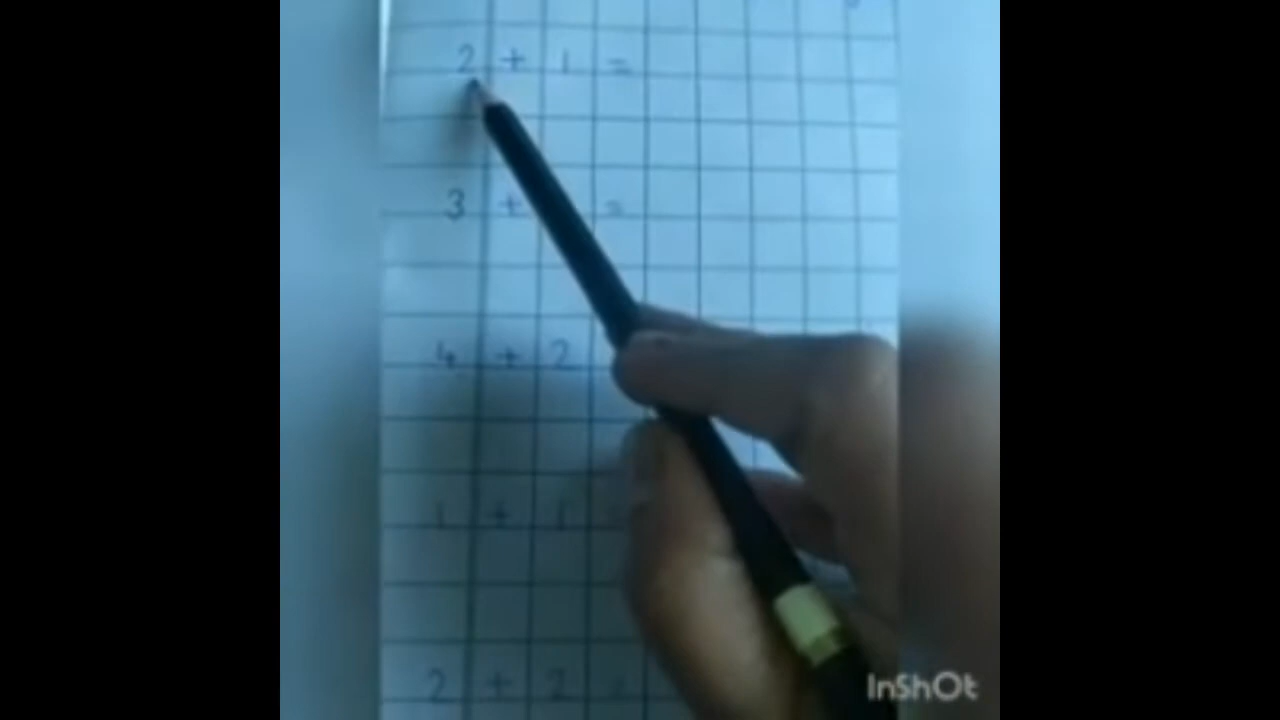 2 + 1 =
3 + =
4 + 2
1 + 1 =
2 + 2 =
InShOt